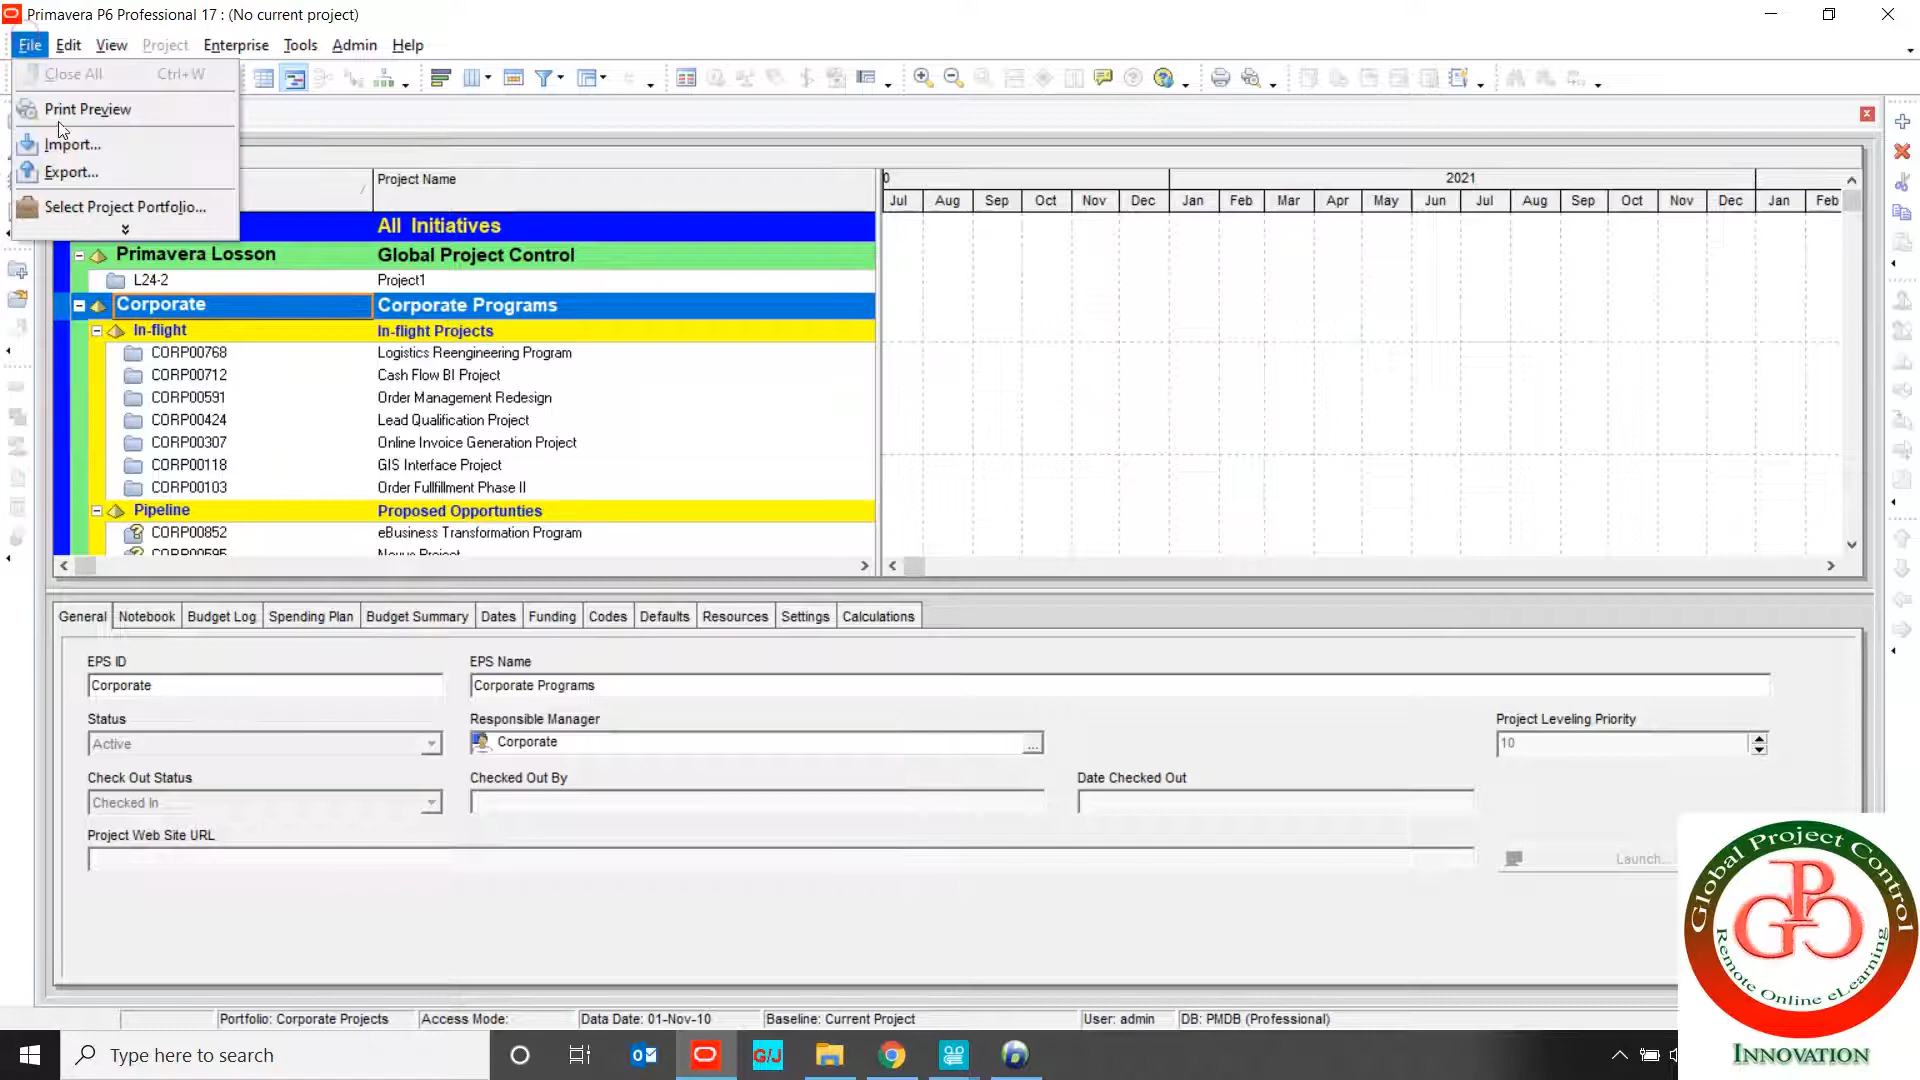 Primavera P6 Professional 17 : (No current project)
File Edit View Project Enterprise Tools Admin Help
Close All Ctrl+W
Print Preview
Import...
Export...
Select Project Portfolio...
Project Name
0 2021
Jul Aug Sep Oct Nov Dec Jan Feb Mar Apr May Jun Jul Aug Sep Oct Nov Dec Jan Feb
All Initiatives
Primavera Losson Global Project Control
L24-2 Project1
Corporate Corporate Programs
In-flight In-flight Projects
CORP00768 Logistics Reengineering Program
CORP00712 Cash Flow BI Project
CORP00591 Order Management Redesign
CORP00424 Lead Qualification Project
CORP00307 Online Invoice Generation Project
CORP00118 GIS Interface Project
CORP00103 Order Fullfillment Phase II
Pipeline Proposed Opportunties
CORP00852 eBusiness Transformation Program
CORP00595 Project
General Notebook Budget Log Spending Plan Budget Summary Dates Funding Codes Defaults Resources Settings Calculations
EPS ID EPS Name
Corporate Corporate Programs
Status Responsible Manager Project Leveling Priority
Active Corporate ... 10
Check Out Status Checked Out By Date Checked Out
Checked In
Project Web Site URL
Launch...
Global Project Control
GPC
Remote Online eLearning
INNOVATION
Portfolio: Corporate Projects Access Mode: Data Date: 01-Nov-10 Baseline: Current Project User: admin DB: PMDB (Professional)
Type here to search
G/J